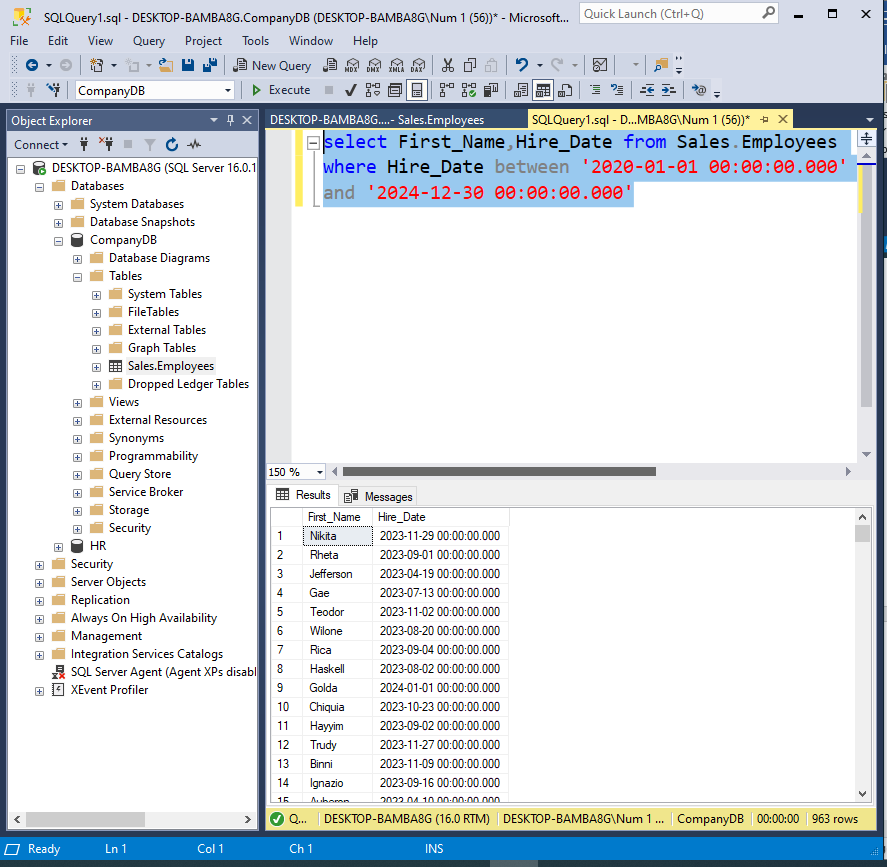 SQLQuery1.sql - DESKTOP-BAMBA8G.CompanyDB (DESKTOP-BAMBA8G\Num 1 (56))* - Microsoft...
Quick Launch (Ctrl+Q)
File Edit View Query Project Tools Window Help
New Query MDX DMX XMLA DAX
CompanyDB Execute
Object Explorer
Connect
DESKTOP-BAMBA8G (SQL Server 16.0.1
Databases
System Databases
Database Snapshots
CompanyDB
Database Diagrams
Tables
System Tables
FileTables
External Tables
Graph Tables
Sales.Employees
Dropped Ledger Tables
Views
External Resources
Synonyms
Programmability
Query Store
Service Broker
Storage
Security
HR
Security
Server Objects
Replication
Always On High Availability
Management
Integration Services Catalogs
SQL Server Agent (Agent XPs disabl
XEvent Profiler
DESKTOP-BAMBA8G.... - Sales.Employees
SQLQuery1.sql - D...MBA8G\Num 1 (56))*
select First_Name,Hire_Date from Sales.Employees
where Hire_Date between '2020-01-01 00:00:00.000'
and '2024-12-30 00:00:00.000'
150 %
Results Messages
First_Name Hire_Date
1 Nikita 2023-11-29 00:00:00.000
2 Rheta 2023-09-01 00:00:00.000
3 Jefferson 2023-04-19 00:00:00.000
4 Gae 2023-07-13 00:00:00.000
5 Teodor 2023-11-02 00:00:00.000
6 Wilone 2023-08-20 00:00:00.000
7 Rica 2023-09-04 00:00:00.000
8 Haskell 2023-08-02 00:00:00.000
9 Golda 2024-01-01 00:00:00.000
10 Chiquia 2023-10-23 00:00:00.000
11 Hayyim 2023-09-02 00:00:00.000
12 Trudy 2023-11-27 00:00:00.000
13 Binni 2023-11-09 00:00:00.000
14 Ignazio 2023-09-16 00:00:00.000
15 2023-04-10 00:00:00.000
Q... DESKTOP-BAMBA8G (16.0 RTM) DESKTOP-BAMBA8G\Num 1 ... CompanyDB 00:00:00 963 rows
Ready Ln 1 Col 1 Ch 1 INS